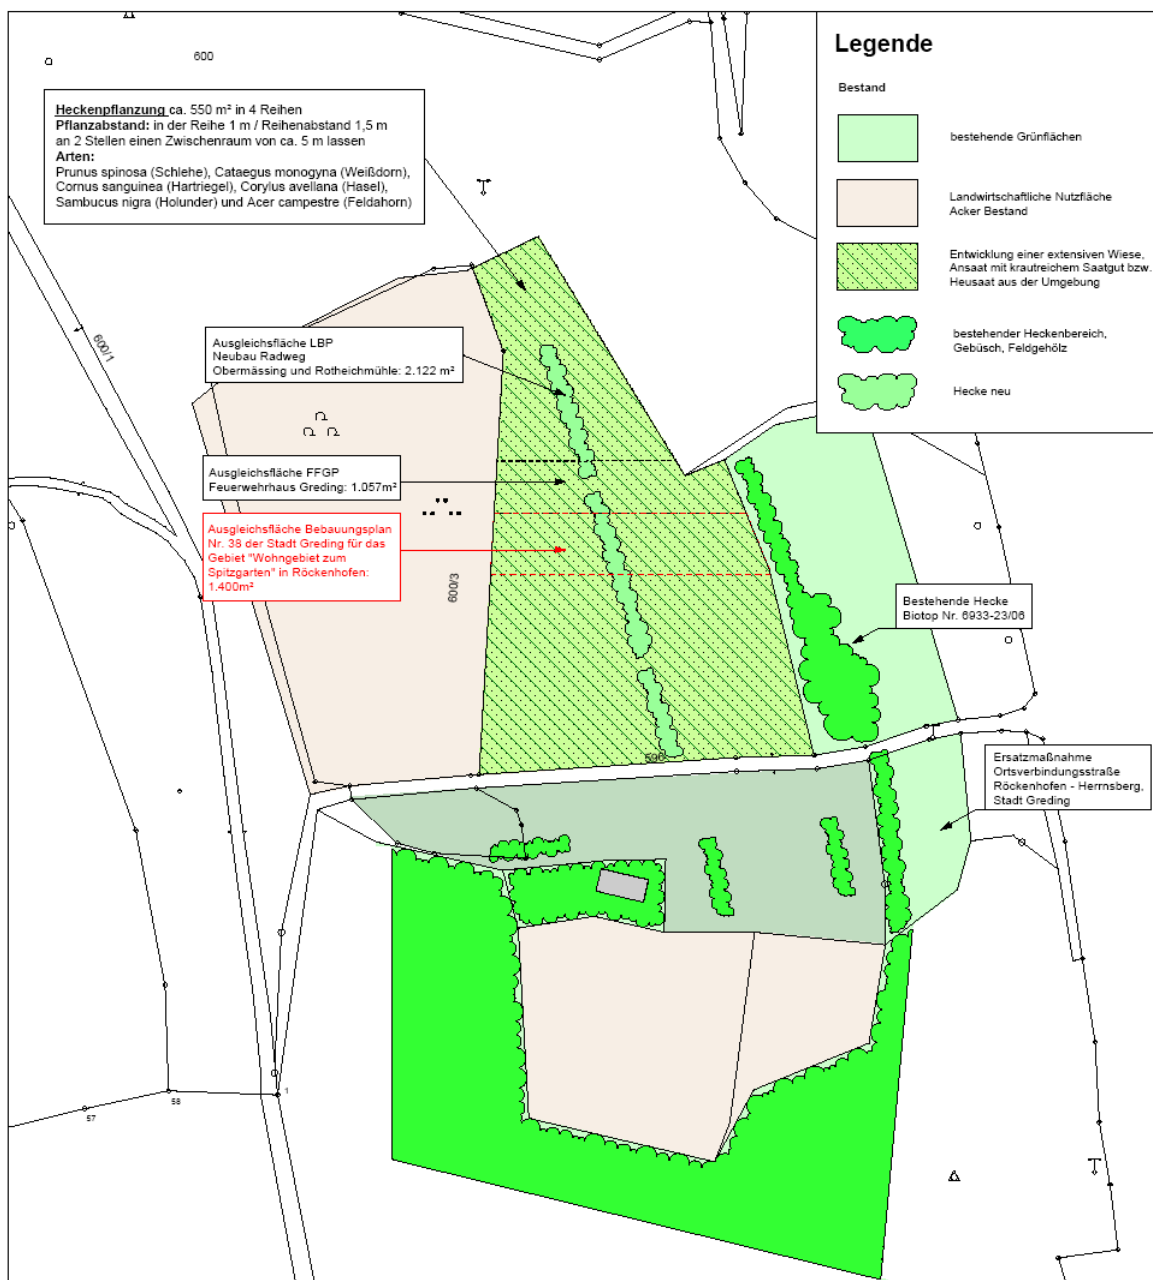 600
Heckenpflanzung ca. 550 m² in 4 Reihen
Pflanzabstand: in der Reihe 1 m / Reihenabstand 1,5 m
an 2 Stellen einen Zwischenraum von ca. 5 m lassen
Arten:
Prunus spinosa (Schlehe), Cataegus monogyna (Weißdorn),
Cornus sanguinea (Hartriegel), Corylus avellana (Hasel),
Sambucus nigra (Holunder) und Acer campestre (Feldahorn)
Legende
Bestand
bestehende Grünflächen
Landwirtschaftliche Nutzfläche
Acker Bestand
Entwicklung einer extensiven Wiese,
Ansaat mit krautreichem Saatgut bzw.
Heusaat aus der Umgebung
bestehender Heckenbereich,
Gebüsch, Feldgehölz
Hecke neu
600/1
Ausgleichsfläche LBP
Neubau Radweg
Obermässing und Rotheichmühle: 2.122 m²
Ausgleichsfläche FFGP
Feuerwehrhaus Greding: 1.057m²
Ausgleichsfläche Bebauungsplan
Nr. 38 der Stadt Greding für das
Gebiet "Wohngebiet zum
Spitzgarten" in Röckenhofen:
1.400m²
600/3
Bestehende Hecke
Biotop Nr. 6933-23/06
596
Ersatzmaßnahme
Ortsverbindungsstraße
Röckenhofen - Herrnsberg,
Stadt Greding
1
58
57